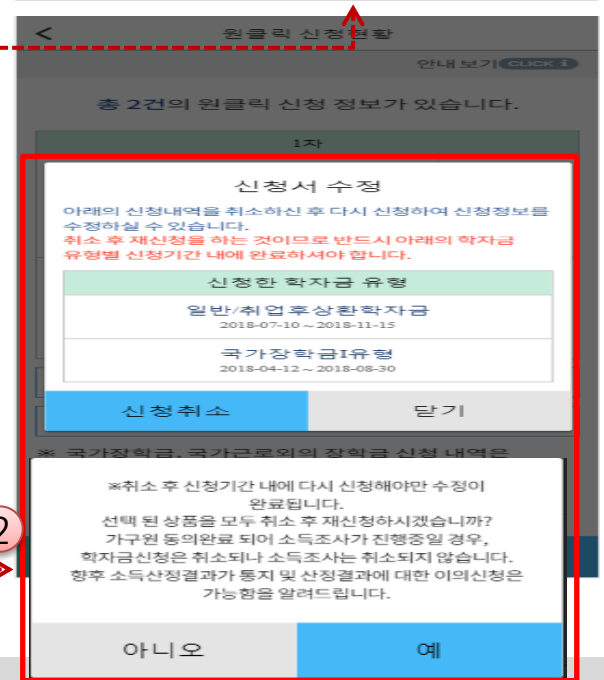 < 원클릭 신청현황
안내 보기 CLICK i
총 2건의 원클릭 신청 정보가 있습니다.
1차
신청서 수정
아래의 신청내역을 취소하신 후 다시 신청하여 신청정보를
수정하실 수 있습니다.
취소 후 재신청을 하는 것이므로 반드시 아래의 학자금
유형별 신청기간 내에 완료하셔야 합니다.
신청한 학자금 유형
일반/취업후상환학자금
2018-07-10 ~ 2018-11-15
국가장학금I유형
2018-04-12 ~ 2018-08-30
신청취소 닫기
※ 국가장학금, 국가근로외의 장학금 신청 내역은
※취소 후 신청기간 내에 다시 신청해야만 수정이
완료됩니다.
선택 된 상품을 모두 취소 후 재신청하시겠습니까?
가구원 동의완료 되어 소득조사가 진행중일 경우,
학자금신청은 취소되나 소득조사는 취소되지 않습니다.
향후 소득산정결과가 통지 및 산정결과에 대한 이의신청은
가능함을 알려드립니다.
2
아니오 예